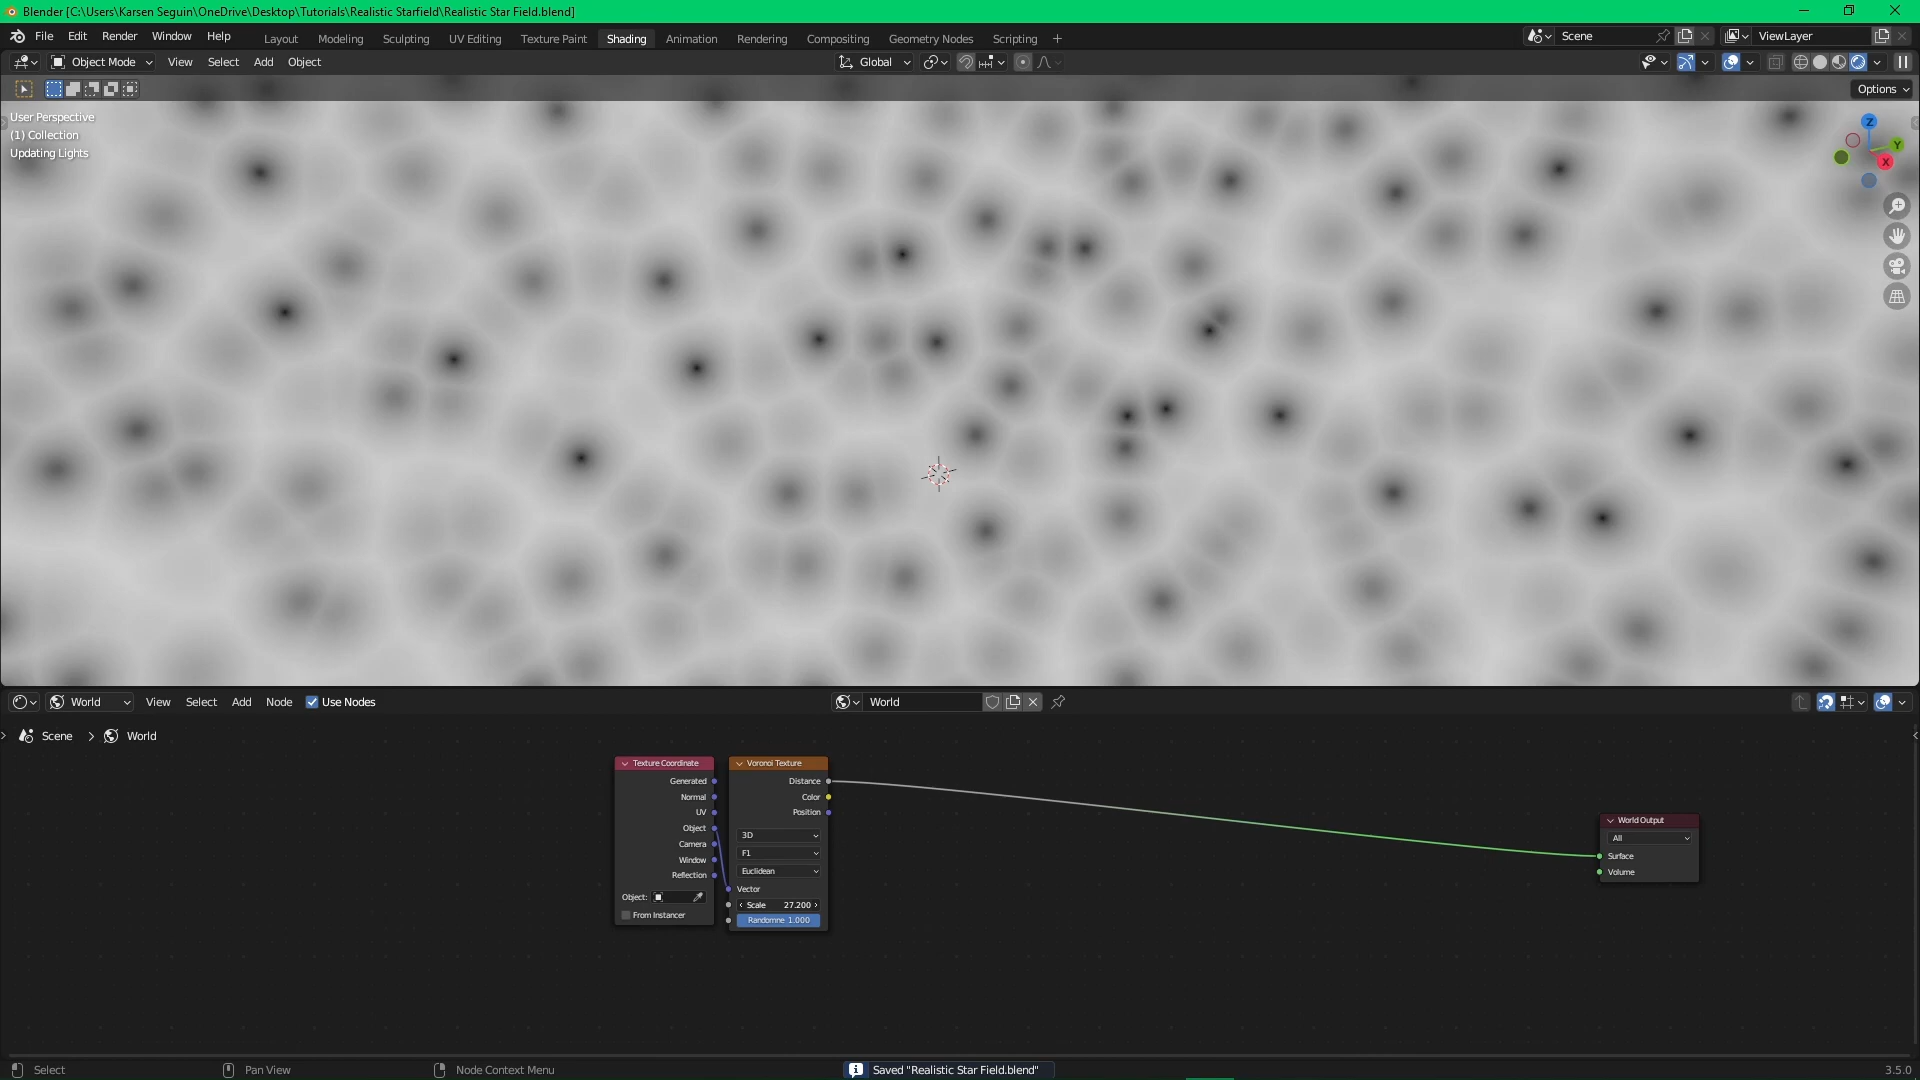 Blender [C:\Users\Karsen Seguin\OneDrive\Desktop\Tutorials\Realistic Starfield\Realistic Star Field.blend]
File Edit Render Window Help Layout Modeling Sculpting UV Editing Texture Paint Shading Animation Rendering Compositing Geometry Nodes Scripting + Scene ViewLayer
Object Mode View Select Add Object Global
Options
User Perspective
(1) Collection
Updating Lights
Z
Y
X
World View Select Add Node Use Nodes World
Scene > World
Texture Coordinate
Generated
Normal
UV
Object
Camera
Window
Reflection
Object:
From Instancer
Voronoi Texture
Distance
Color
Position
3D
F1
Euclidean
Vector
Scale 27.200
Randomne 1.000
World Output
All
Surface
Volume
Select Pan View Node Context Menu Saved "Realistic Star Field.blend" 3.5.0